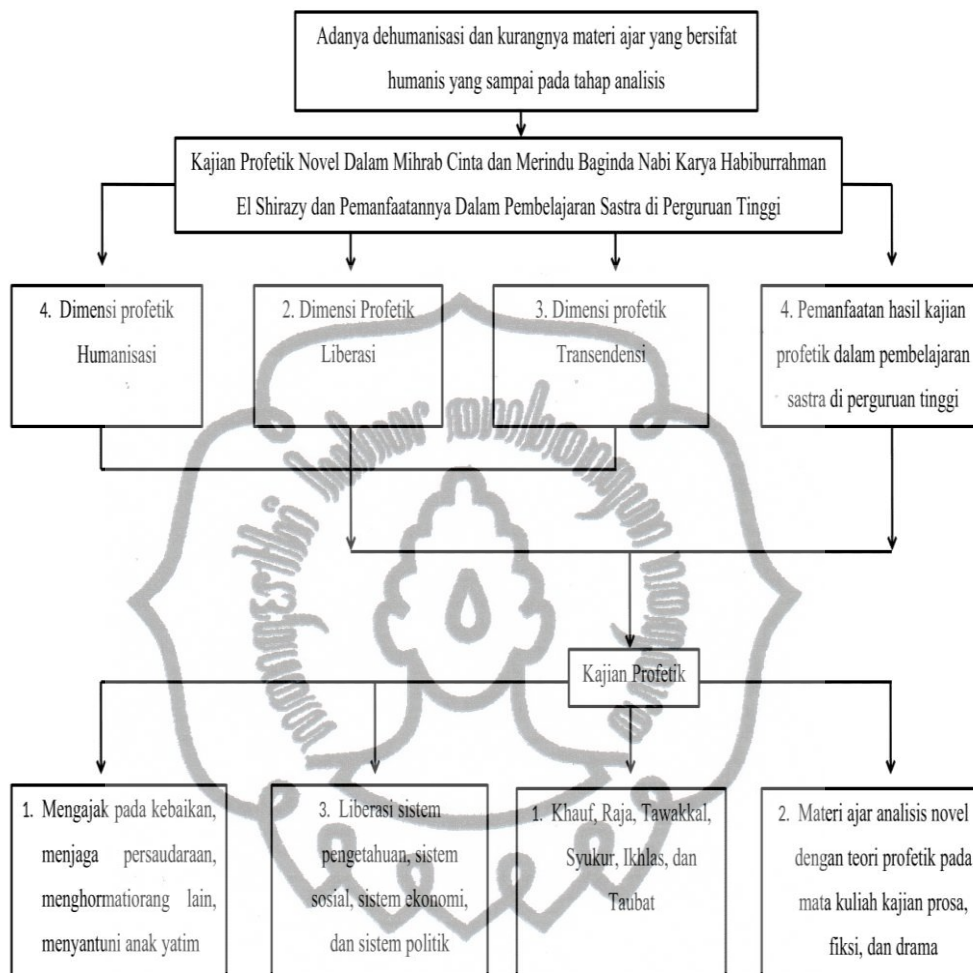 Adanya dehumanisasi dan kurangnya materi ajar yang bersifat
humanis yang sampai pada tahap analisis
Kajian Profetik Novel Dalam Mihrab Cinta dan Merindu Baginda Nabi Karya Habiburrahman
El Shirazy dan Pemanfaatannya Dalam Pembelajaran Sastra di Perguruan Tinggi
4. Dimensi profetik
Humanisasi
2. Dimensi Profetik
Liberasi
3. Dimensi profetik
Transendensi
4. Pemanfaatan hasil kajian
profetik dalam pembelajaran
sastra di perguruan tinggi
Kajian Profetik
1. Mengajak pada kebaikan,
menjaga persaudaraan,
menghormatiorang lain,
menyantuni anak yatim
3. Liberasi sistem
pengetahuan, sistem
sosial, sistem ekonomi,
dan sistem politik
1. Khauf, Raja, Tawakkal,
Syukur, Ikhlas, dan
Taubat
2. Materi ajar analisis novel
dengan teori profetik pada
mata kuliah kajian prosa,
fiksi, dan drama